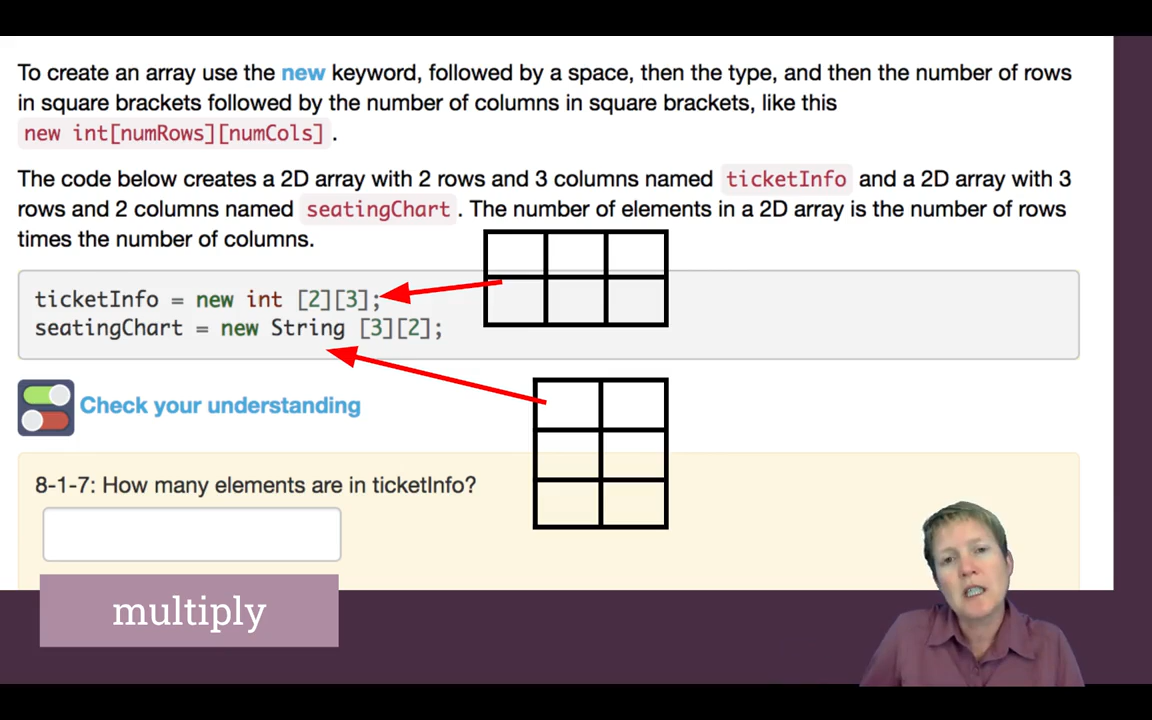 To create an array use the new keyword, followed by a space, then the type, and then the number of rows
in square brackets followed by the number of columns in square brackets, like this
new int[numRows][numCols] .
The code below creates a 2D array with 2 rows and 3 columns named ticketInfo and a 2D array with 3
rows and 2 columns named seatingChart . The number of elements in a 2D array is the number of rows
times the number of columns.
ticketInfo = new int [2][3];
seatingChart = new String [3][2];
Check your understanding
8-1-7: How many elements are in ticketInfo?
multiply